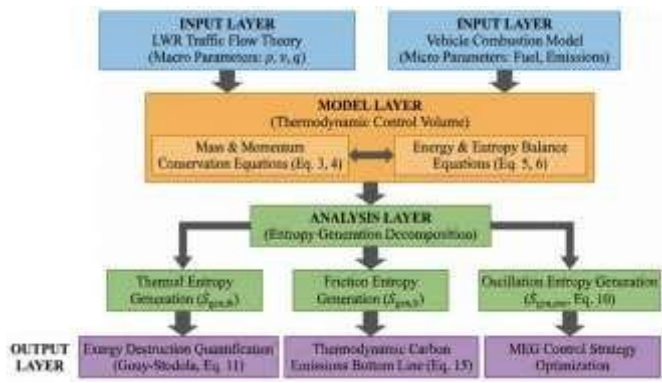 INPUT LAYER
LWR Traffic Flow Theory
(Macro Parameters: ρ, v, q)
INPUT LAYER
Vehicle Combustion Model
(Micro Parameters: Fuel, Emissions)
MODEL LAYER
(Thermodynamic Control Volume)
Mass & Momentum
Conservation Equations (Eq. 3, 4)
Energy & Entropy Balance
Equations (Eq. 5, 6)
ANALYSIS LAYER
(Entropy Generation Decomposition)
Thermal Entropy
Generation
Friction Entropy
Generation
Oscillation Entropy Generation
Eq. 10)
OUTPUT
LAYER
Exergy Destruction Quantification
(Gouy-Stodola, Eq. 11)
Thermodynamic Carbon
Emissions Bottom Line (Eq. 15)
MEG Control Strategy
Optimization